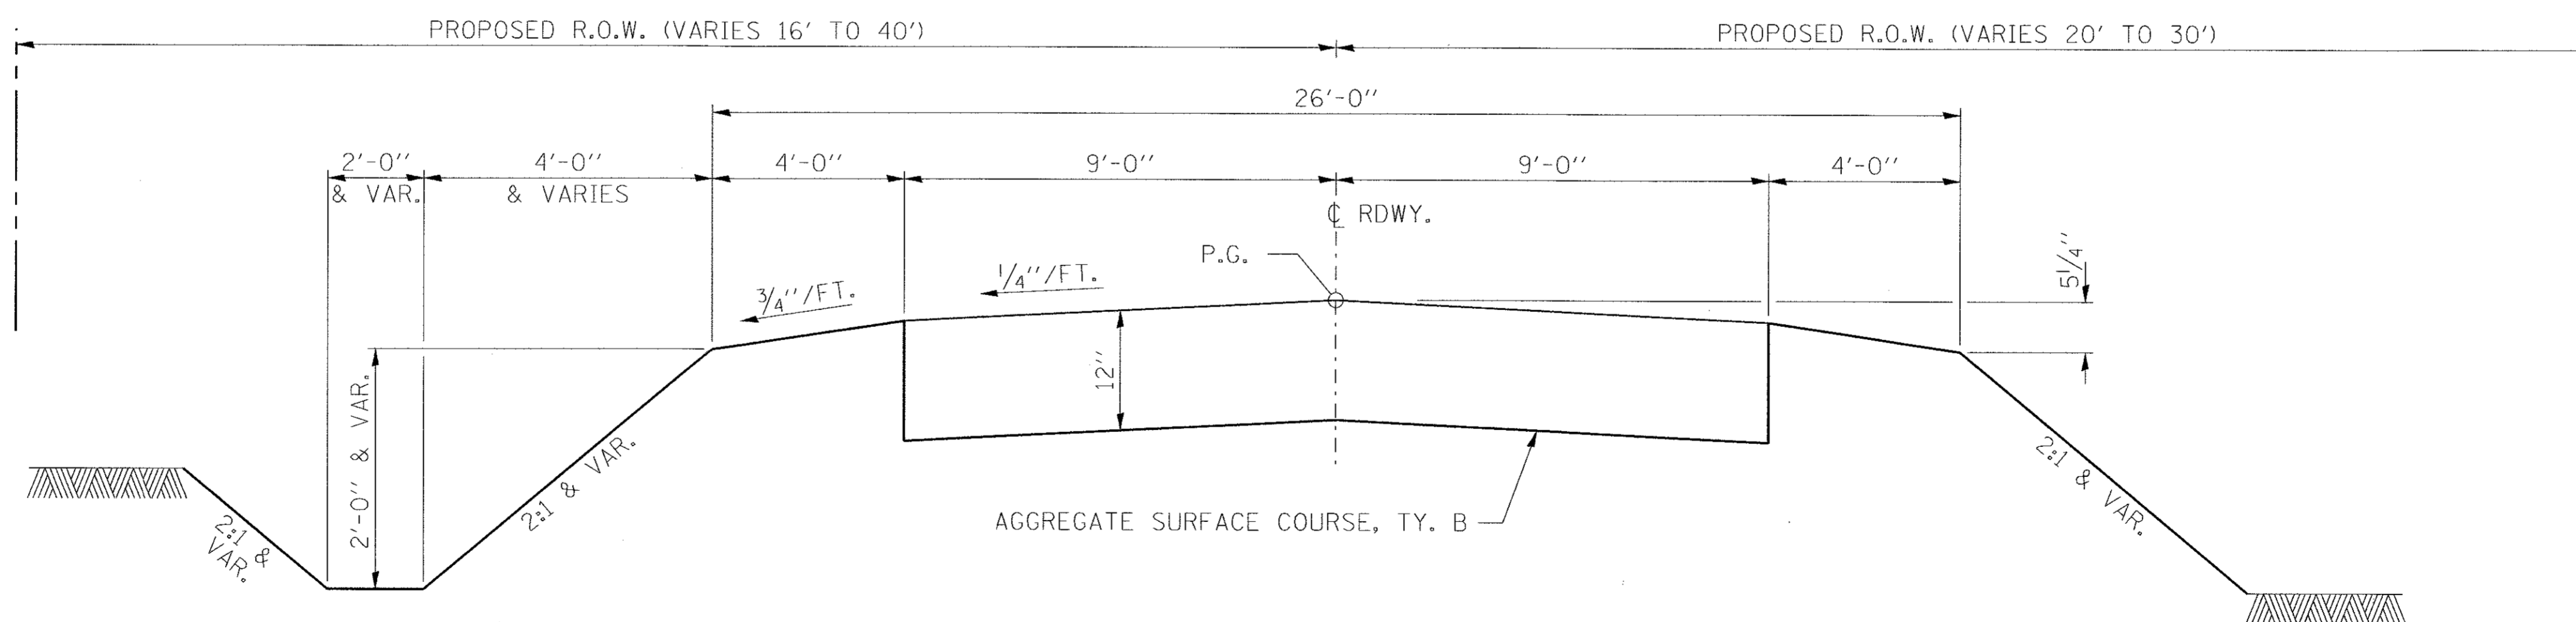 PROPOSED R.O.W. (VARIES 16' TO 40')
PROPOSED R.O.W. (VARIES 20' TO 30')
26'-0"
2'-0"
& VAR.
4'-0"
& VARIES
4'-0"
9'-0"
9'-0"
4'-0"
℄ RDWY.
P.G.
3/4"/FT.
1/4"/FT.
5 1/4"
12"
2'-0" & VAR.
2:1 &
VAR.
2:1 & VAR.
2:1 & VAR.
AGGREGATE SURFACE COURSE, TY. B